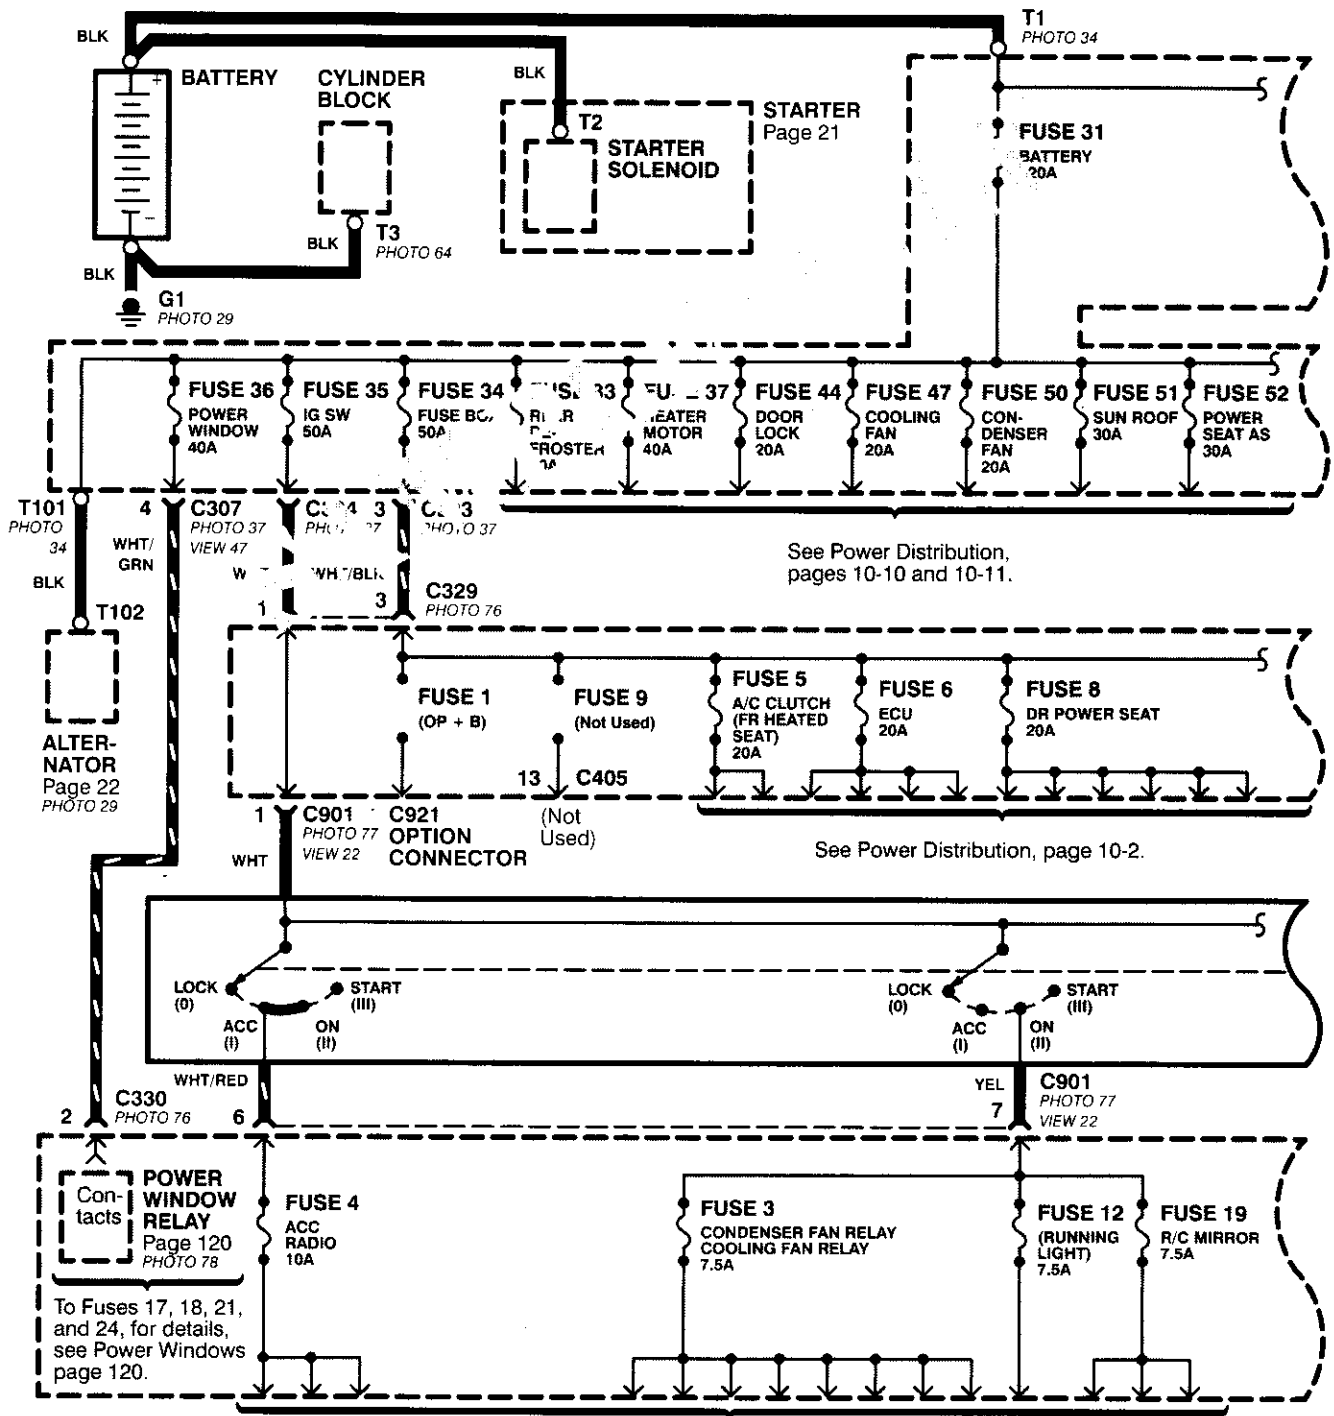 BLK
T1
PHOTO 34
BATTERY
+
−
CYLINDER
BLOCK
BLK
T2
STARTER
SOLENOID
STARTER
Page 21
FUSE 31
BATTERY
BLK
T3
PHOTO 64
BLK
G1
PHOTO 29
FUSE 36
POWER
WINDOW
40A
FUSE 35
IG SW
50A
FUSE 34
FUSE
50A
FUSE 37
HEATER
MOTOR
40A
FUSE 44
DOOR
LOCK
20A
FUSE 47
COOLING
FAN
20A
FUSE 50
CON-
DENSER
FAN
20A
FUSE 51
SUN ROOF
30A
FUSE 52
POWER
SEAT AS
30A
T101
PHOTO
34
4
C307
PHOTO 37
VIEW 47
3
PHOTO 37
WHT/
GRN
BLK
WHT/BLK
See Power Distribution,
pages 10-10 and 10-11.
1
3
C329
PHOTO 76
T102
ALTER-
NATOR
Page 22
PHOTO 29
FUSE 1
(OP + B)
FUSE 9
(Not Used)
FUSE 5
A/C CLUTCH
(FR HEATED
SEAT)
20A
FUSE 6
ECU
20A
FUSE 8
DR POWER SEAT
20A
1
C901
PHOTO 77
VIEW 22
C921
OPTION
CONNECTOR
13
C405
(Not
Used)
WHT
See Power Distribution, page 10-2.
LOCK
(0)
ACC
(I)
ON
(II)
START
(III)
LOCK
(0)
ACC
(I)
ON
(II)
START
(III)
WHT/RED
YEL
2
C330
PHOTO 76
6
7
C901
PHOTO 77
VIEW 22
Con-
tacts
POWER
WINDOW
RELAY
Page 120
PHOTO 78
FUSE 4
ACC
RADIO
10A
FUSE 3
CONDENSER FAN RELAY
COOLING FAN RELAY
7.5A
FUSE 12
(RUNNING
LIGHT)
7.5A
FUSE 19
R/C MIRROR
7.5A
To Fuses 17, 18, 21,
and 24, for details,
see Power Windows
page 120.